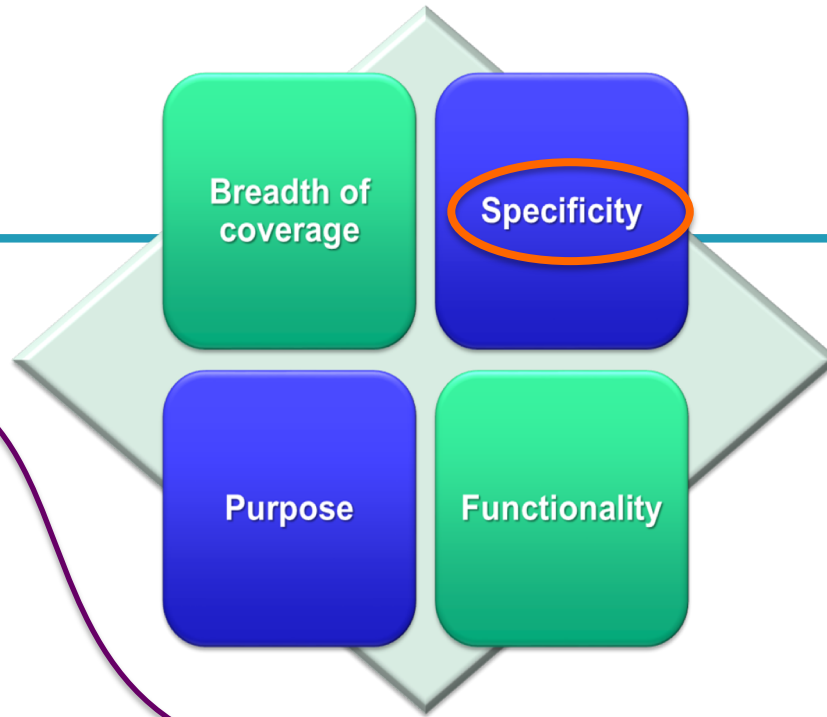 Breadth of
coverage
Specificity
Purpose
Functionality